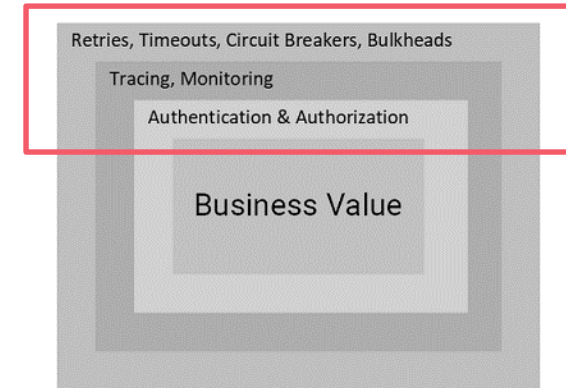 Retries, Timeouts, Circuit Breakers, Bulkheads
Tracing, Monitoring
Authentication & Authorization
Business Value